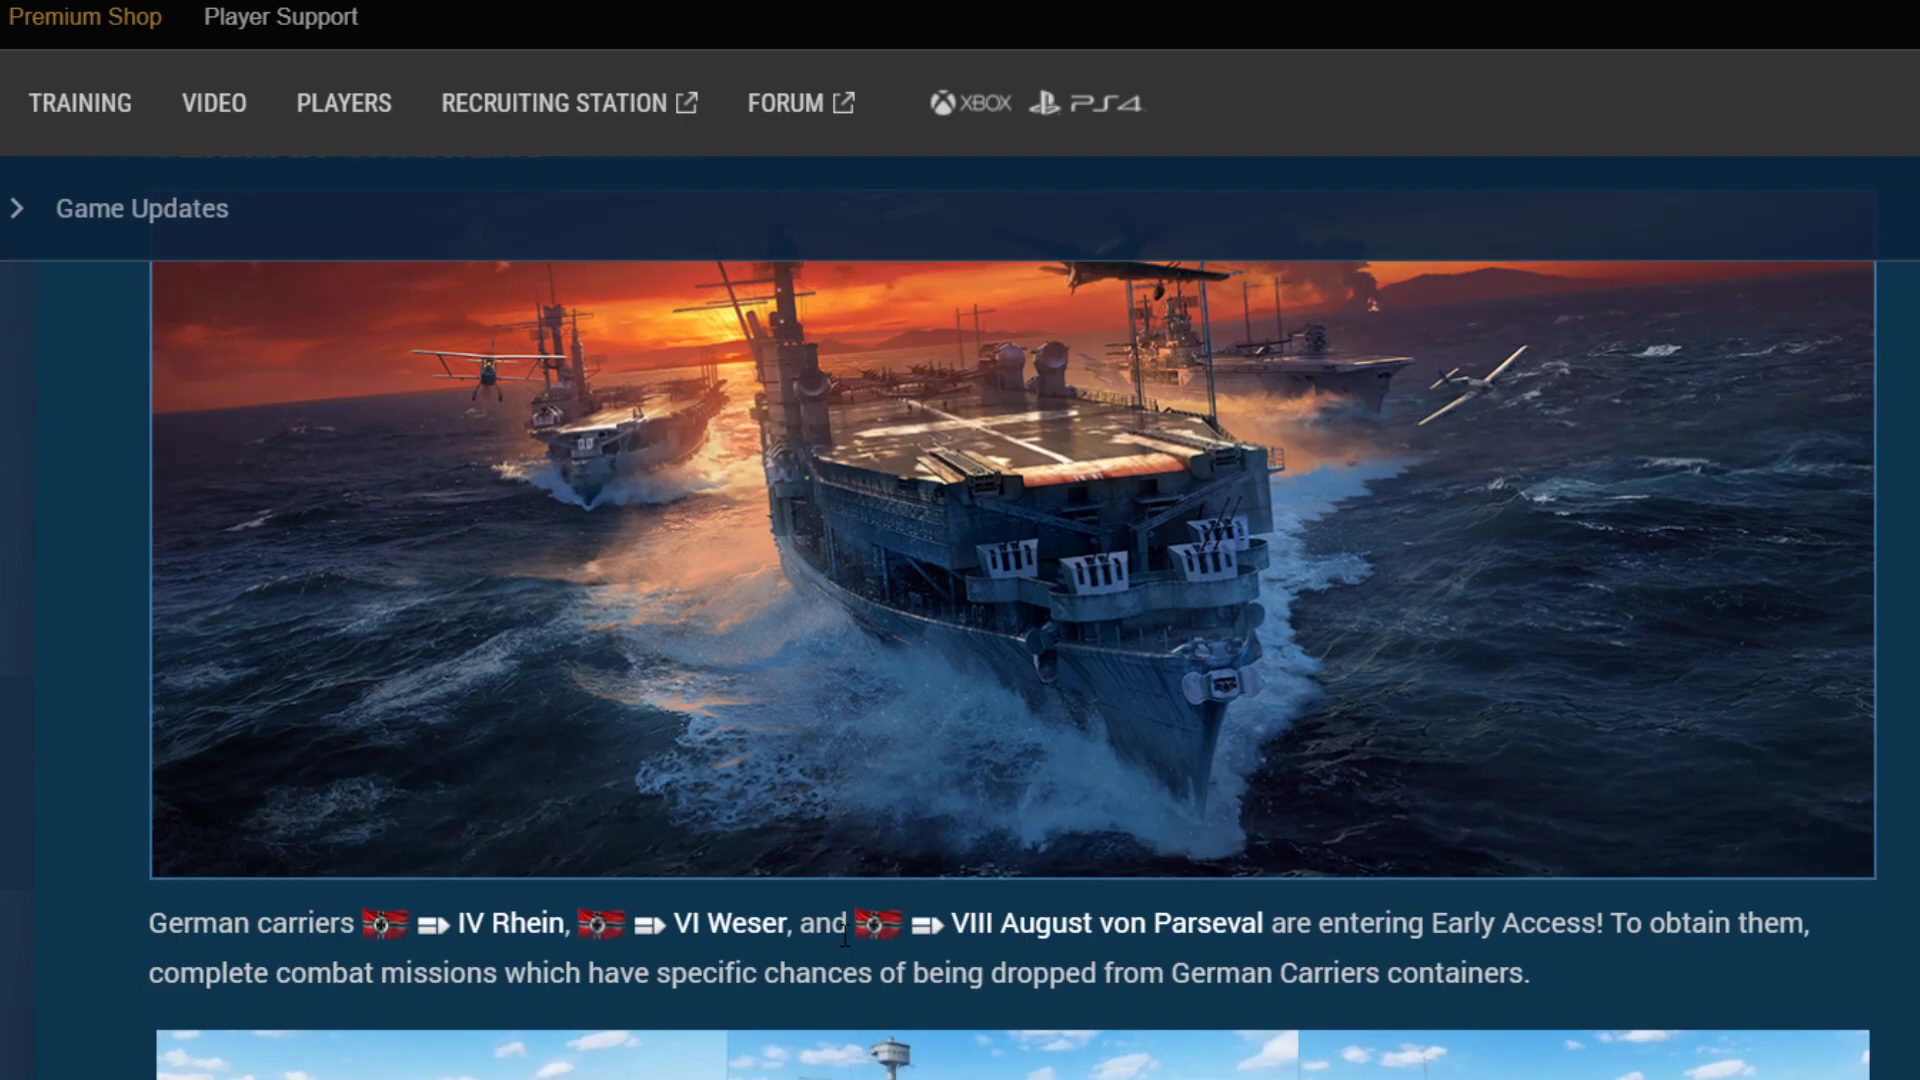 Premium Shop Player Support
TRAINING VIDEO PLAYERS RECRUITING STATION FORUM XBOX PS4
Game Updates
German carriers IV Rhein, VI Weser, and VIII August von Parseval are entering Early Access! To obtain them,
complete combat missions which have specific chances of being dropped from German Carriers containers.